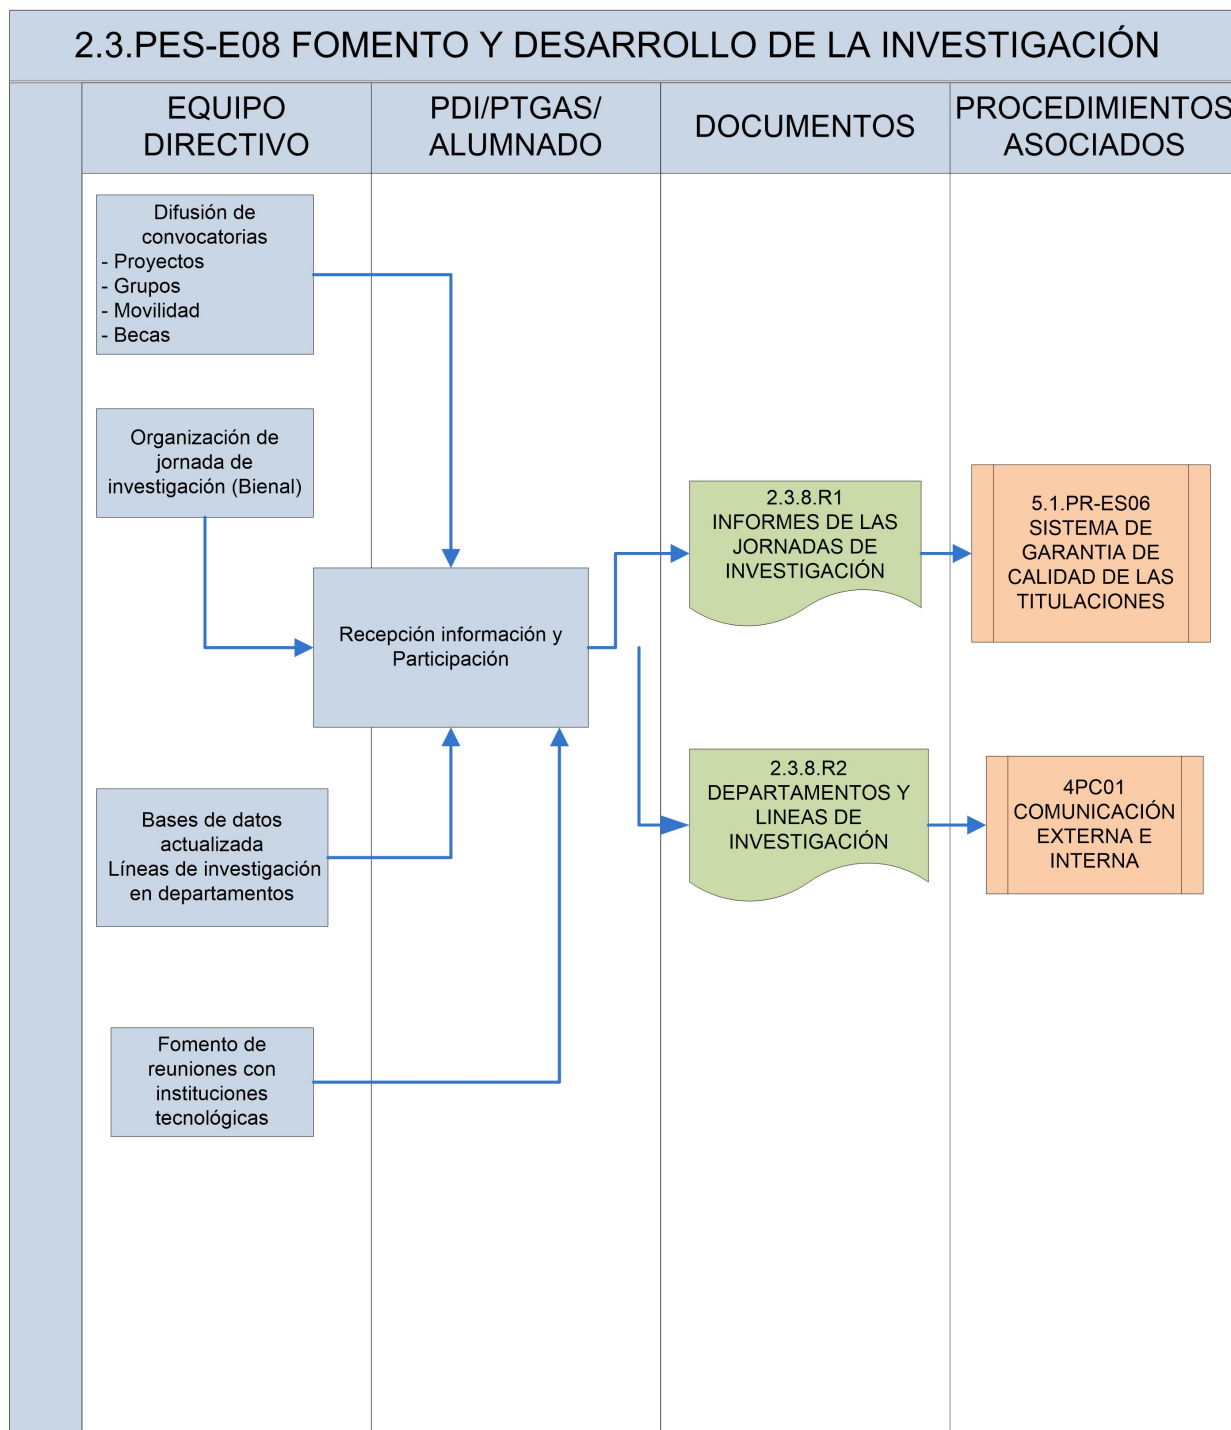 2.3.PES-E08 FOMENTO Y DESARROLLO DE LA INVESTIGACIÓN
EQUIPO
DIRECTIVO
PDI/PTGAS/
ALUMNADO
DOCUMENTOS
PROCEDIMIENTOS
ASOCIADOS
Difusión de
convocatorias
- Proyectos
- Grupos
- Movilidad
- Becas
Organización de
jornada de
investigación (Bienal)
Recepción información y
Participación
2.3.8.R1
INFORMES DE LAS
JORNADAS DE
INVESTIGACIÓN
5.1.PR-ES06
SISTEMA DE
GARANTIA DE
CALIDAD DE LAS
TITULACIONES
Bases de datos
actualizada
Líneas de investigación
en departamentos
2.3.8.R2
DEPARTAMENTOS Y
LINEAS DE
INVESTIGACIÓN
4PC01
COMUNICACIÓN
EXTERNA E
INTERNA
Fomento de
reuniones con
instituciones
tecnológicas